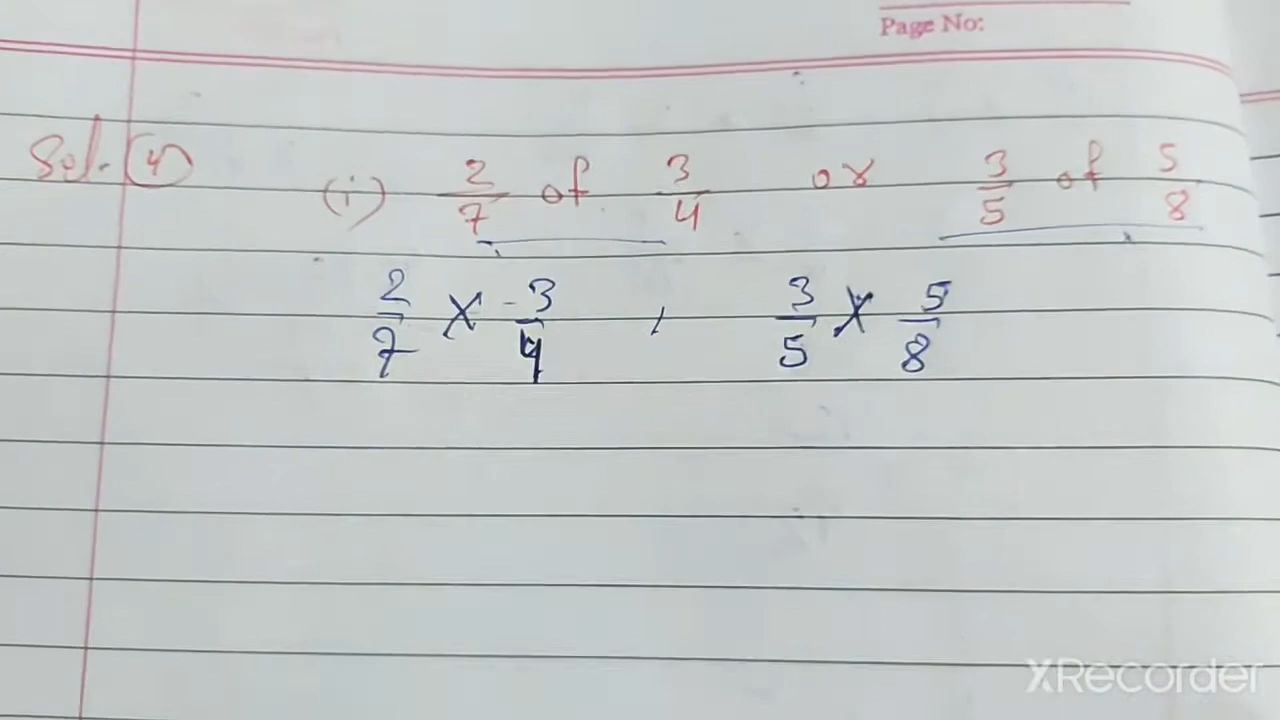 Page No:
Sol. (4) (i) 2/7 of 3/4 or 3/5 of 5/8
2/7 × 3/4 , 3/5 × 5/8
XRecorder